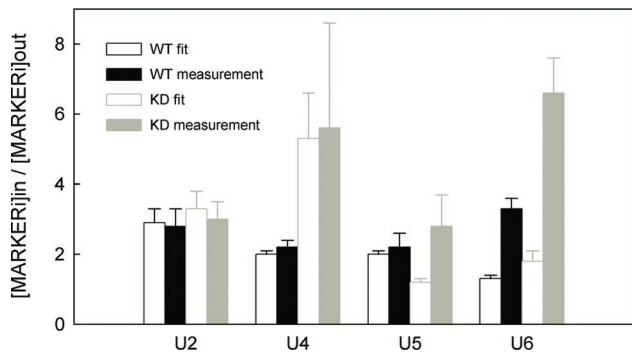 [MARKERi]in / [MARKERi]out
8
6
4
2
0
WT fit
WT measurement
KD fit
KD measurement
U2 U4 U5 U6